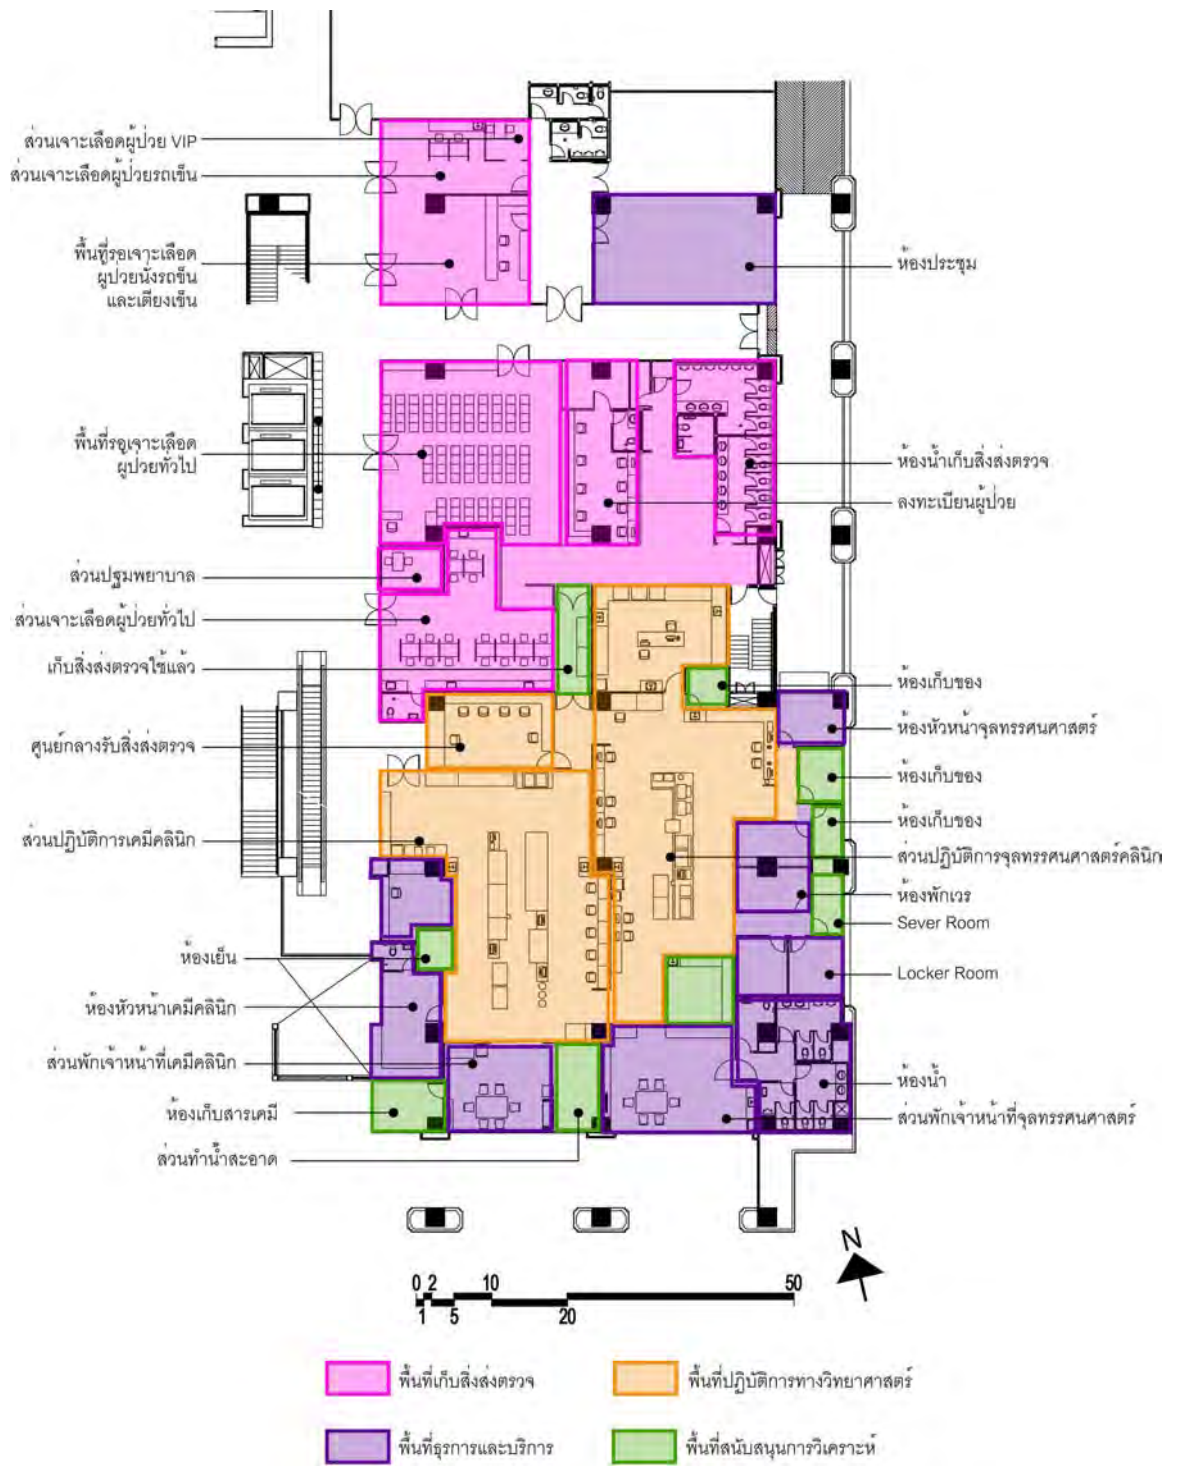 ส่วนเจาะเลือดผู้ป่วย VIP
ส่วนเจาะเลือดผู้ป่วยรถเข็น
พื้นที่รอเจาะเลือด
ผู้ป่วยนั่งรถเข็น
และเตียงเข็น
ห้องประชุม
พื้นที่รอเจาะเลือด
ผู้ป่วยทั่วไป
ห้องน้ำเก็บสิ่งส่งตรวจ
ลงทะเบียนผู้ป่วย
ส่วนปฐมพยาบาล
ส่วนเจาะเลือดผู้ป่วยทั่วไป
เก็บสิ่งส่งตรวจใช้แล้ว
ห้องเก็บของ
ห้องหัวหน้าจุลทรรศนศาสตร์
ศูนย์กลางรับสิ่งส่งตรวจ
ห้องเก็บของ
ห้องเก็บของ
ส่วนปฏิบัติการเคมีคลินิก
ส่วนปฏิบัติการจุลทรรศนศาสตร์คลินิก
ห้องพักเวร
Sever Room
ห้องเย็น
Locker Room
ห้องหัวหน้าเคมีคลินิก
ส่วนพักเจ้าหน้าที่เคมีคลินิก
ห้องน้ำ
ห้องเก็บสารเคมี
ส่วนพักเจ้าหน้าที่จุลทรรศนศาสตร์
ส่วนทำน้ำสะอาด
N
0 2 10 50
1 5 20
พื้นที่เก็บสิ่งส่งตรวจ
พื้นที่ปฏิบัติการทางวิทยาศาสตร์
พื้นที่ธุรการและบริการ
พื้นที่สนับสนุนการวิเคราะห์